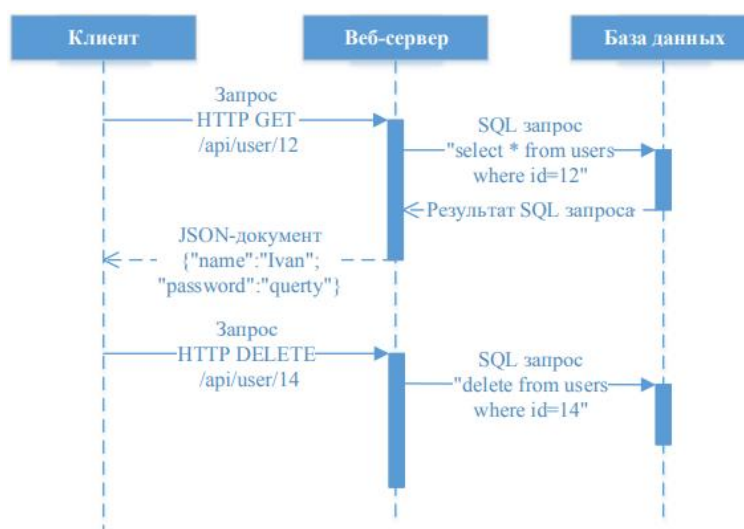 Клиент
Веб-сервер
База данных
Запрос
HTTP GET
/api/user/12
SQL запрос
"select * from users
where id=12"
Результат SQL запроса
JSON-документ
{"name":"Ivan";
"password":"querty"}
Запрос
HTTP DELETE
/api/user/14
SQL запрос
"delete from users
where id=14"